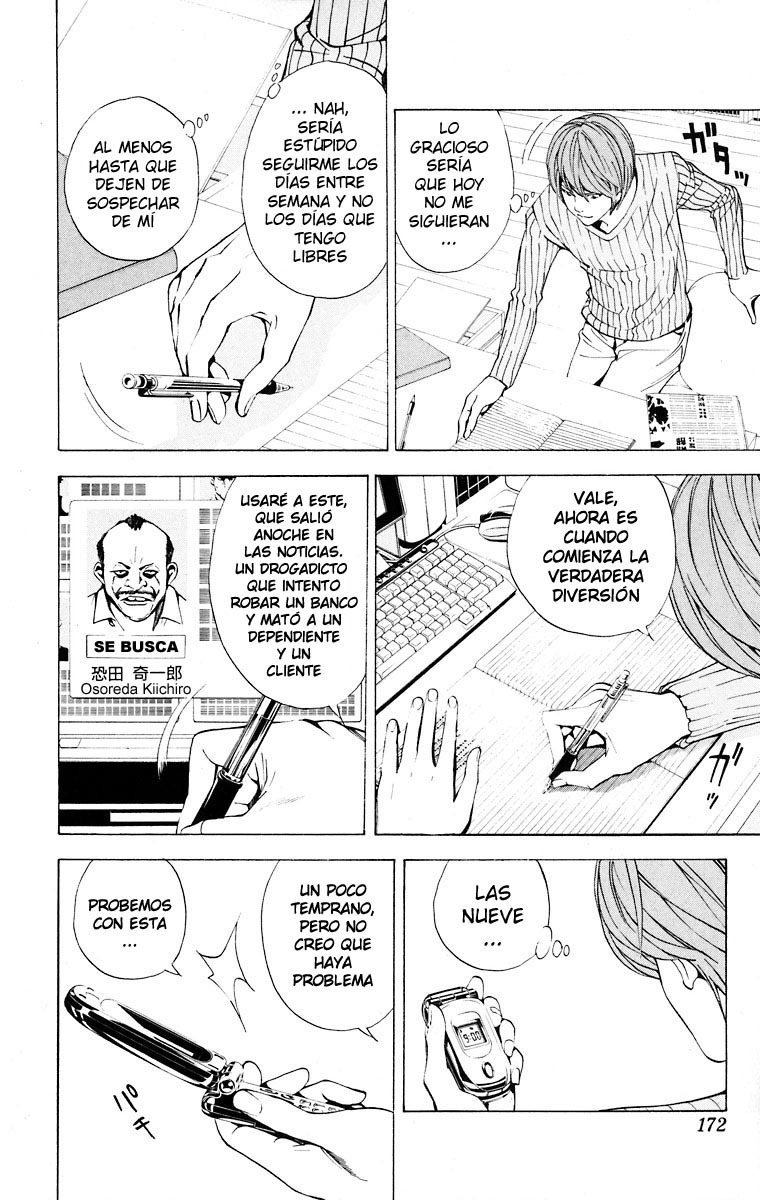 LO
GRACIOSO
SERÍA
QUE HOY
NO ME
SIGUIERAN
...
ガタッ
... NAH,
SERÍA
ESTÚPIDO
SEGUIRME LOS
DÍAS ENTRE
SEMANA Y NO
LOS DÍAS QUE
TENGO
LIBRES
AL MENOS
HASTA QUE
DEJEN DE
SOSPECHAR
DE MÍ
VALE,
AHORA ES
CUANDO
COMIENZA LA
VERDADERA
DIVERSIÓN
ガッ
USARÉ A ESTE,
QUE SALIÓ
ANOCHE EN
LAS NOTICIAS.
UN DROGADICTO
QUE INTENTO
ROBAR UN BANCO
Y MATÓ A UN
DEPENDIENTE
Y UN
CLIENTE
SE BUSCA
恐田 奇一郎
Osoreda Kiichiro
LAS
NUEVE
...
9:00
UN POCO
TEMPRANO,
PERO NO
CREO QUE
HAYA
PROBLEMA
PROBEMOS
CON ESTA
...
パチ
172